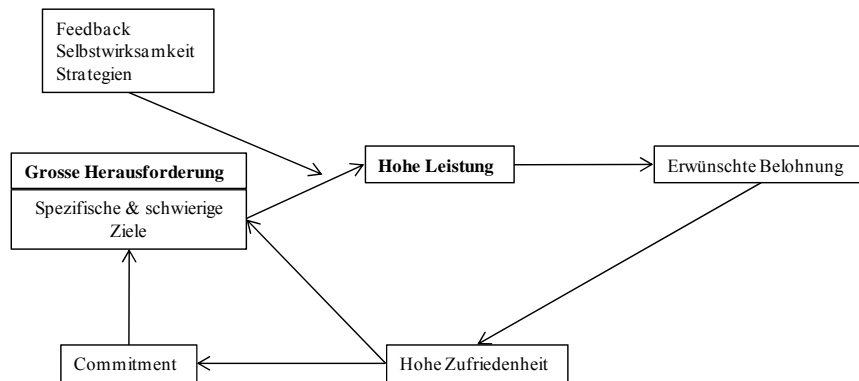 Feedback
Selbstwirksamkeit
Strategien
Grosse Herausforderung
Spezifische & schwierige
Ziele
Hohe Leistung
Erwünschte Belohnung
Commitment
Hohe Zufriedenheit